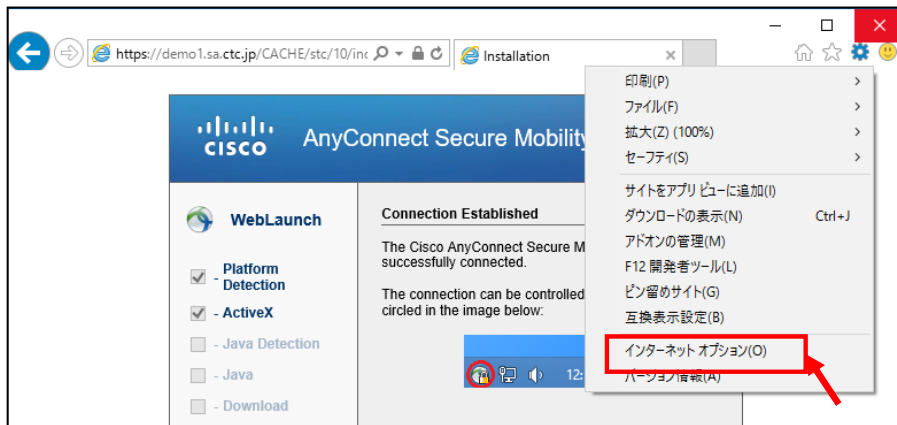 https://demo1.sa.ctc.jp/CACHE/stc/10/in
Installation
CISCO
AnyConnect Secure Mobility
WebLaunch
- Platform Detection
- ActiveX
- Java Detection
- Java
- Download
Connection Established
The Cisco AnyConnect Secure M
successfully connected.
The connection can be controlled
circled in the image below:
12:
印刷(P)
ファイル(F)
拡大(Z) (100%)
セーフティ(S)
サイトをアプリ ビューに追加(I)
ダウンロードの表示(N) Ctrl+J
アドオンの管理(M)
F12 開発者ツール(L)
ピン留めサイト(G)
互換表示設定(B)
インターネット オプション(O)
バージョン情報(A)